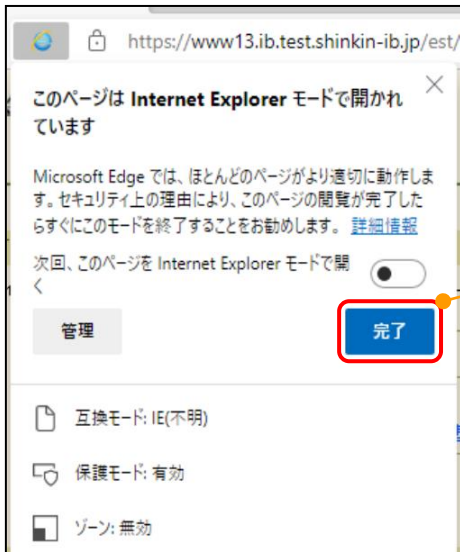 https://www13.ib.test.shinkin-ib.jp/est/
このページは Internet Explorer モードで開かれ
ています
Microsoft Edge では、ほとんどのページがより適切に動作しま
す。セキュリティ上の理由により、このページの閲覧が完了した
らすぐにこのモードを終了することをお勧めします。 詳細情報
次回、このページを Internet Explorer モードで開
く
管理
完了
互換モード: IE(不明)
保護モード: 有効
ゾーン: 無効